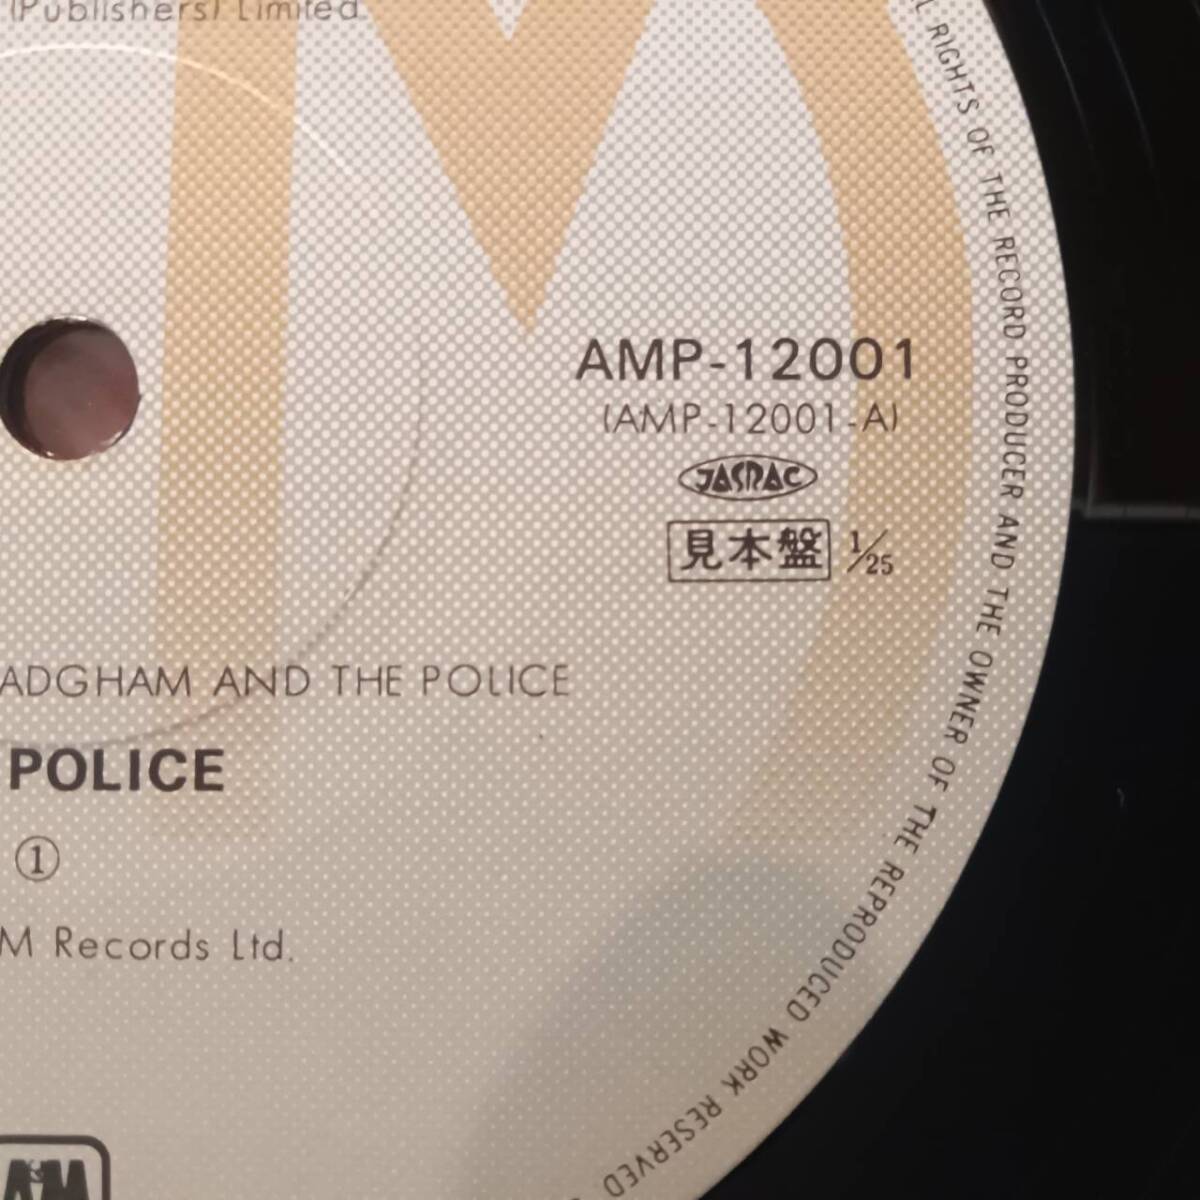 (Publishers) Limited
AMP-12001
(AMP-12001-A)
JASRAC
見本盤 1/25
ADGHAM AND THE POLICE
POLICE
①
M Records Ltd.
A&M
L RIGHTS OF THE RECORD PRODUCER AND THE OWNER OF THE REPRODUCED WORK RESERVED